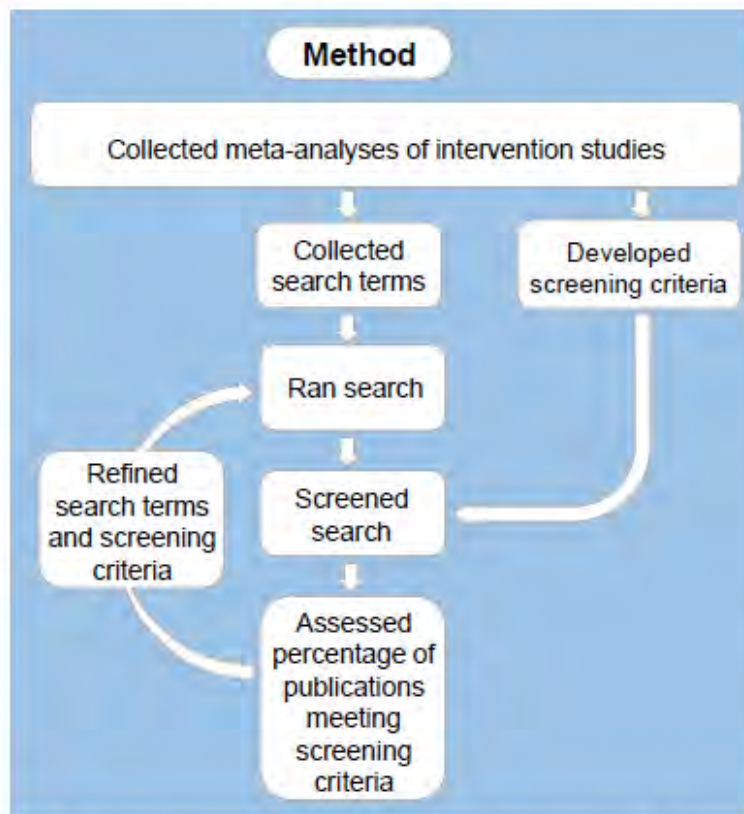 Method
Collected meta-analyses of intervention studies
Collected
search terms
Developed
screening criteria
Ran search
Refined
search terms
and screening
criteria
Screened
search
Assessed
percentage of
publications
meeting
screening
criteria